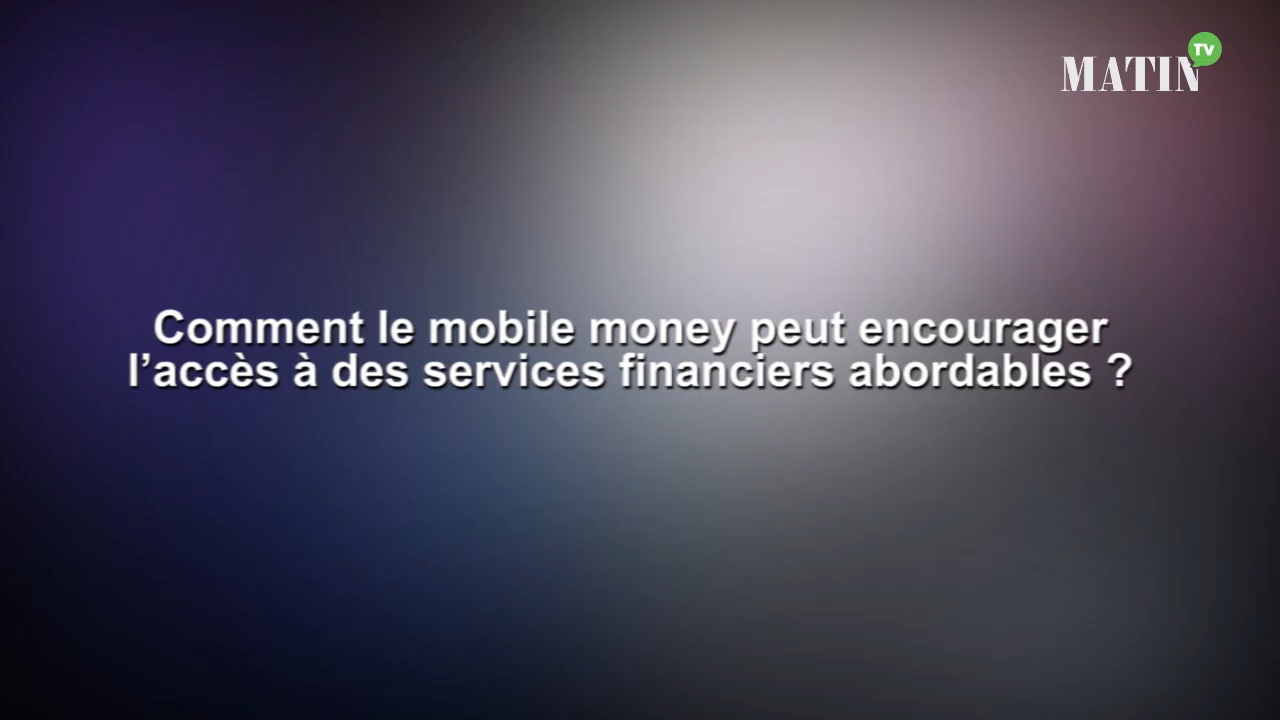 TV
MATIN
Comment le mobile money peut encourager
l’accès à des services financiers abordables ?